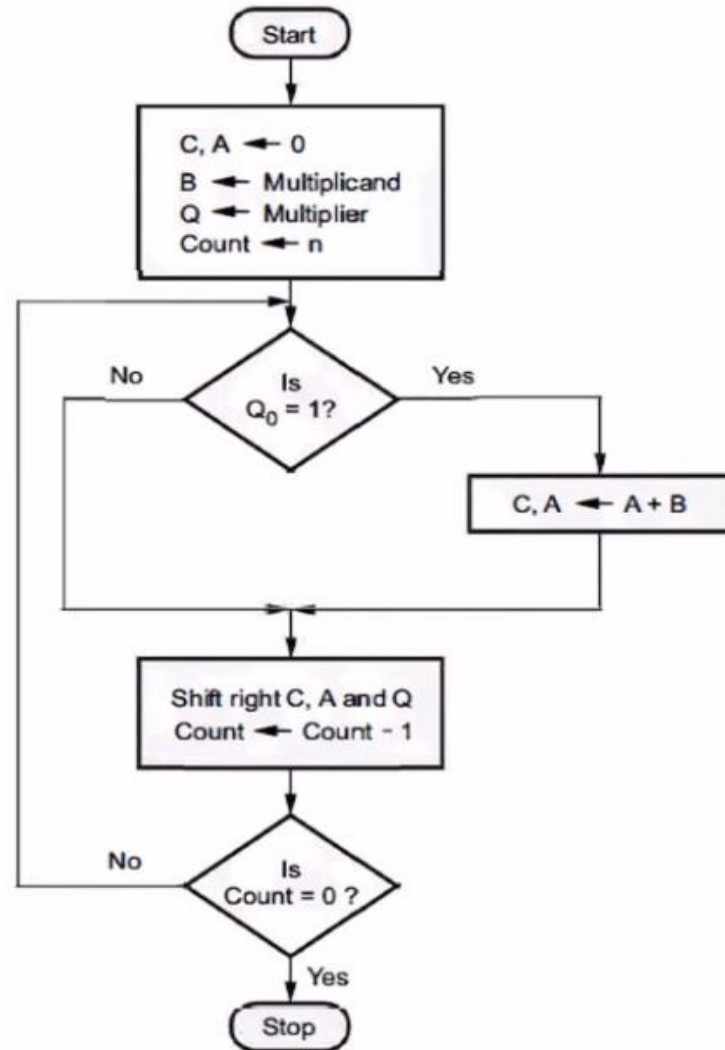 Start
C, A ← 0
B ← Multiplicand
Q ← Multiplier
Count ← n
No
Is
Q₀ = 1?
Yes
C, A ← A + B
Shift right C, A and Q
Count ← Count - 1
No
Is
Count = 0 ?
Yes
Stop